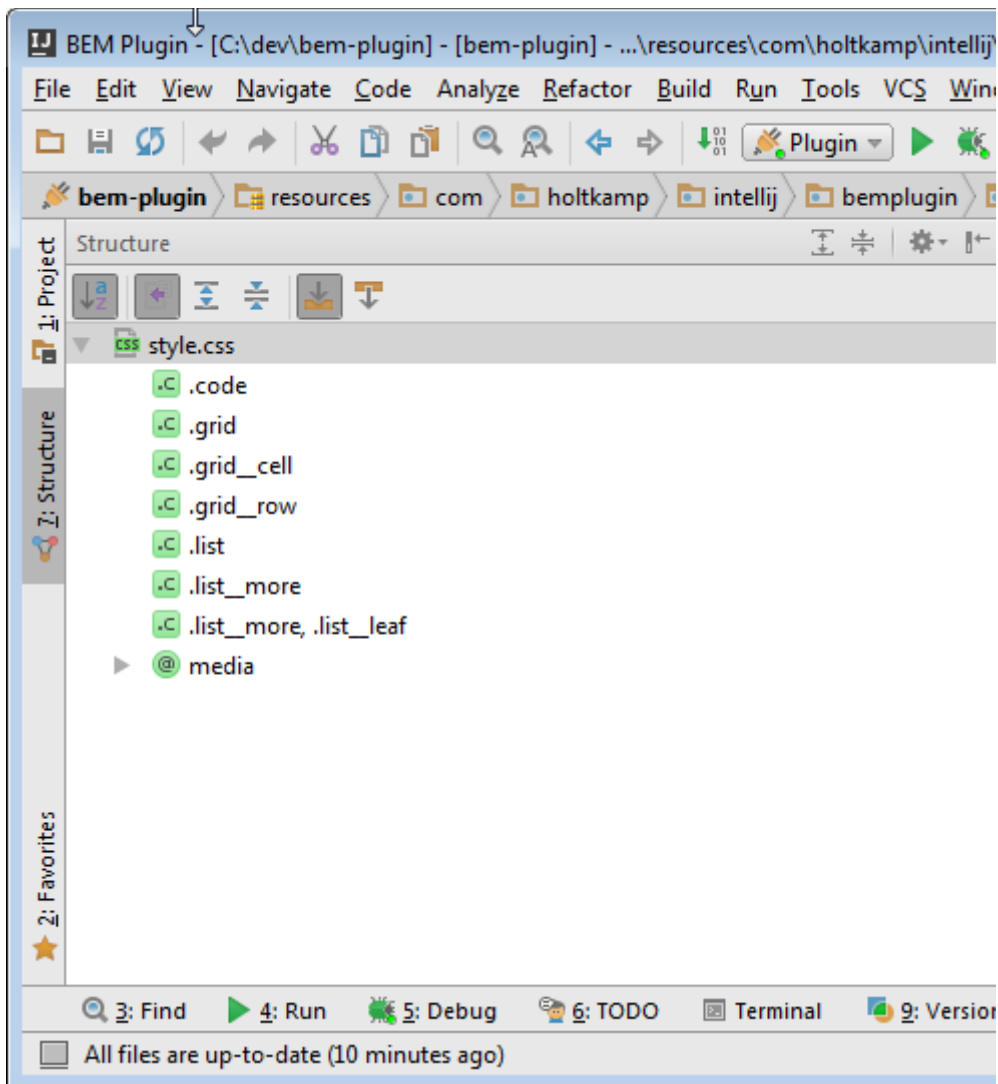 BEM Plugin - [C:\dev\bem-plugin] - [bem-plugin] - ...\resources\com\holtkamp\intellij\
File Edit View Navigate Code Analyze Refactor Build Run Tools VCS Wind
Plugin
bem-plugin resources com holtkamp intellij bemplugin
1: Project
Structure
css style.css
.c .code
.c .grid
.c .grid__cell
.c .grid__row
7: Structure
.c .list
.c .list__more
.c .list__more, .list__leaf
@ media
2: Favorites
3: Find 4: Run 5: Debug 6: TODO Terminal 9: Version
All files are up-to-date (10 minutes ago)